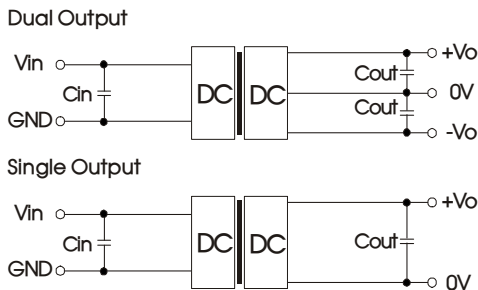 Dual Output
Vin
Cin
GND
DC DC
Cout
Cout
+Vo
0V
-Vo
Single Output
Vin
Cin
GND
DC DC
Cout
+Vo
0V